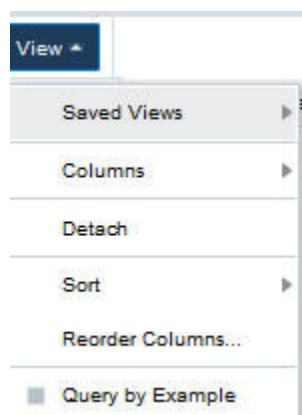 View
Saved Views
Columns
Detach
Sort
Reorder Columns...
Query by Example